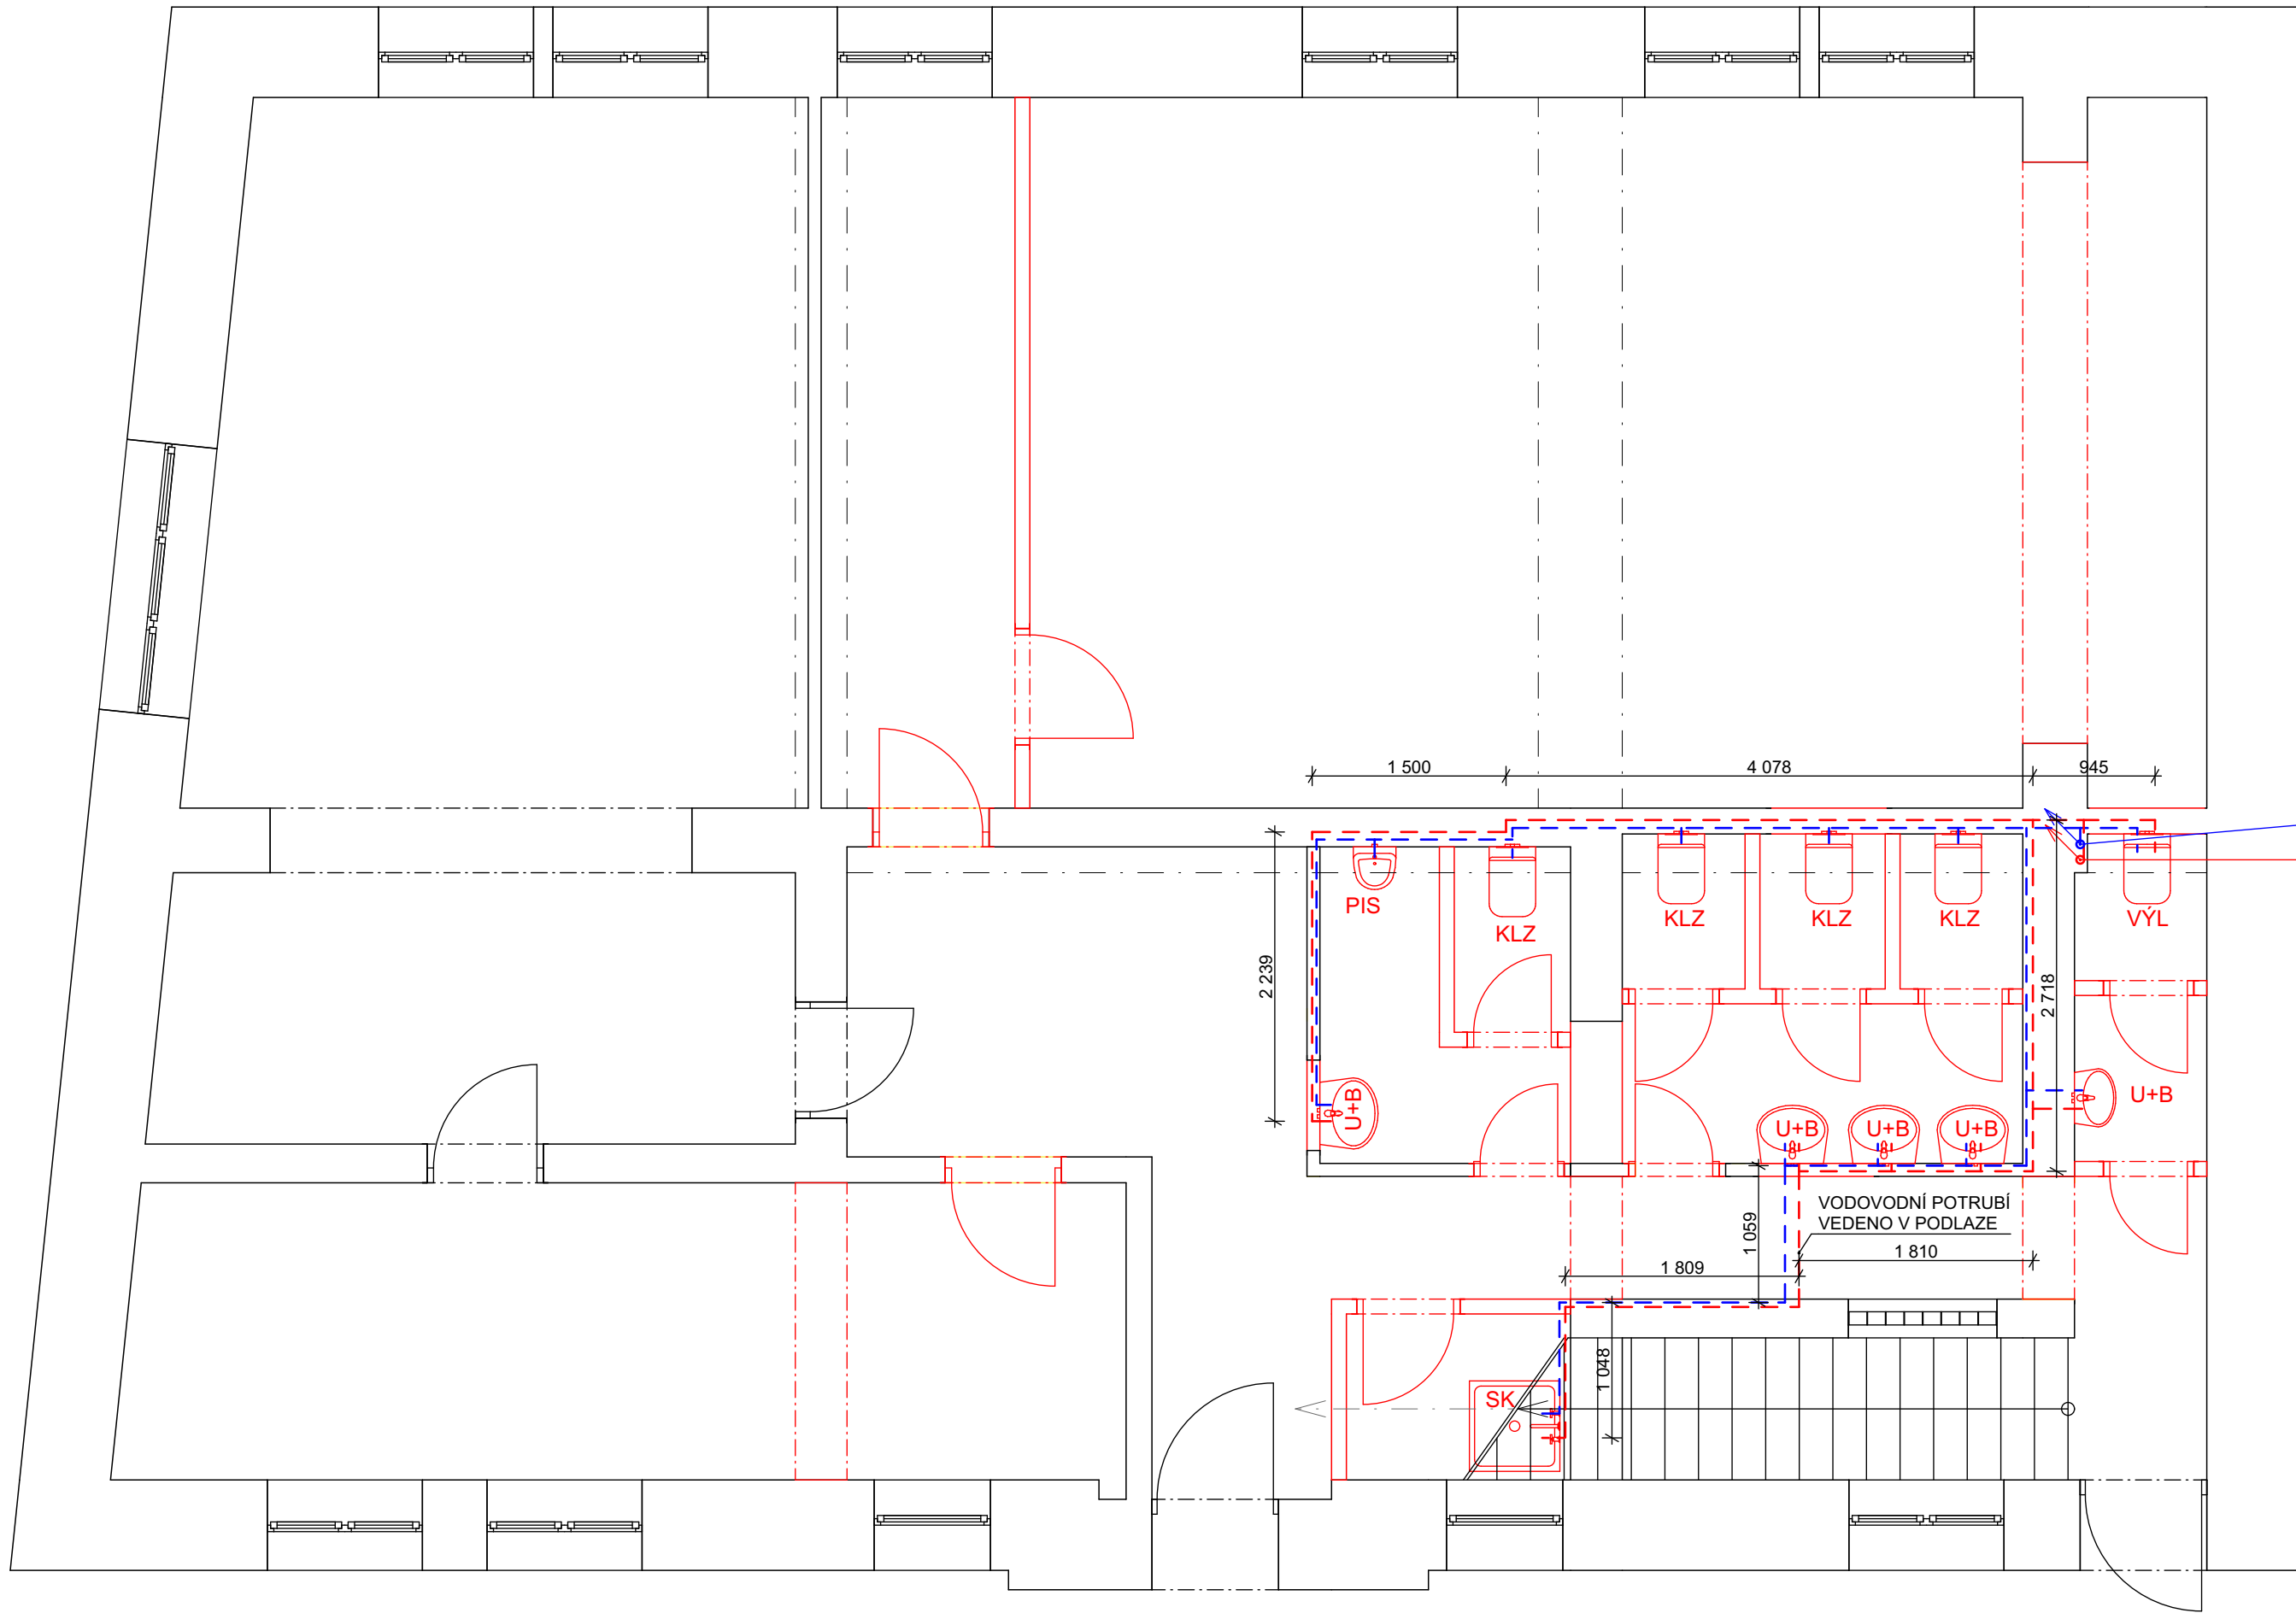 1 500
4 078
945
PIS
KLZ
KLZ
KLZ
KLZ
VÝL
2 239
2 718
U+B
U+B
U+B
U+B
U+B
VODOVODNÍ POTRUBÍ
VEDENO V PODLAZE
1 059
1 810
1 809
1 048
SK